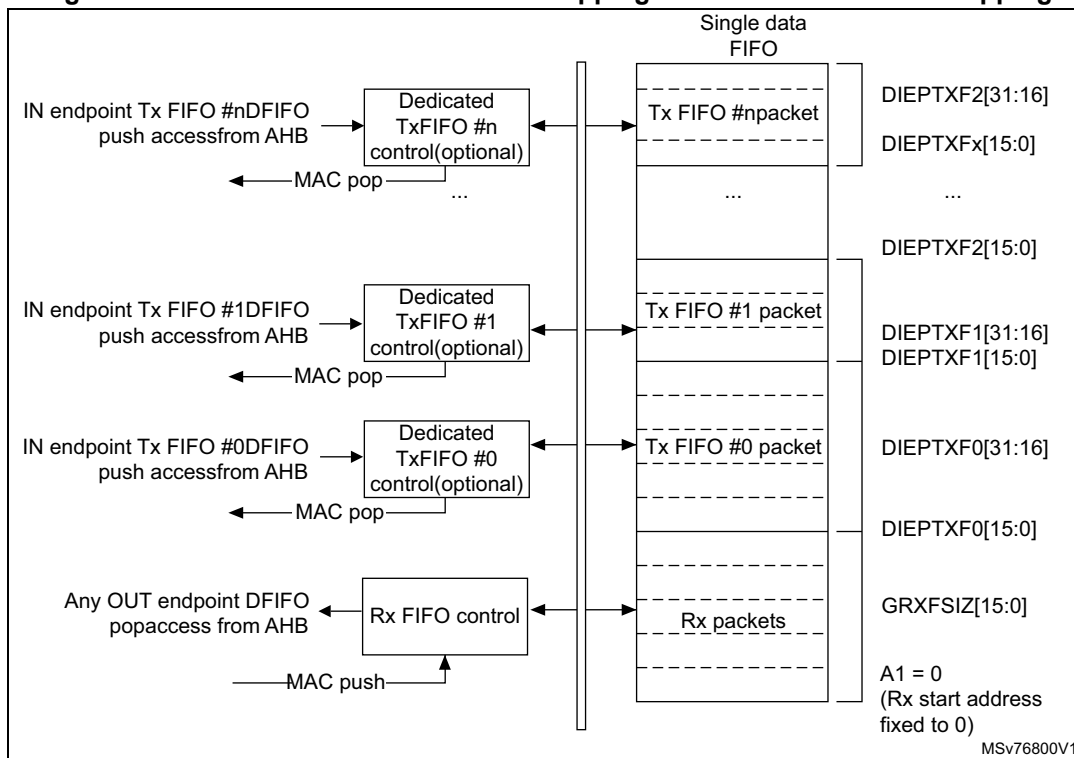 Single data
FIFO
IN endpoint Tx FIFO #nDFIFO
push accessfrom AHB
Dedicated
TxFIFO #n
control(optional)
MAC pop
...
Tx FIFO #npacket
DIEPTXF2[31:16]
DIEPTXFx[15:0]
...
...
DIEPTXF2[15:0]
IN endpoint Tx FIFO #1DFIFO
push accessfrom AHB
Dedicated
TxFIFO #1
control(optional)
MAC pop
Tx FIFO #1 packet
DIEPTXF1[31:16]
DIEPTXF1[15:0]
IN endpoint Tx FIFO #0DFIFO
push accessfrom AHB
Dedicated
TxFIFO #0
control(optional)
MAC pop
Tx FIFO #0 packet
DIEPTXF0[31:16]
DIEPTXF0[15:0]
Any OUT endpoint DFIFO
popaccess from AHB
Rx FIFO control
MAC push
Rx packets
GRXFSIZ[15:0]
A1 = 0
(Rx start address
fixed to 0)
MSv76800V1